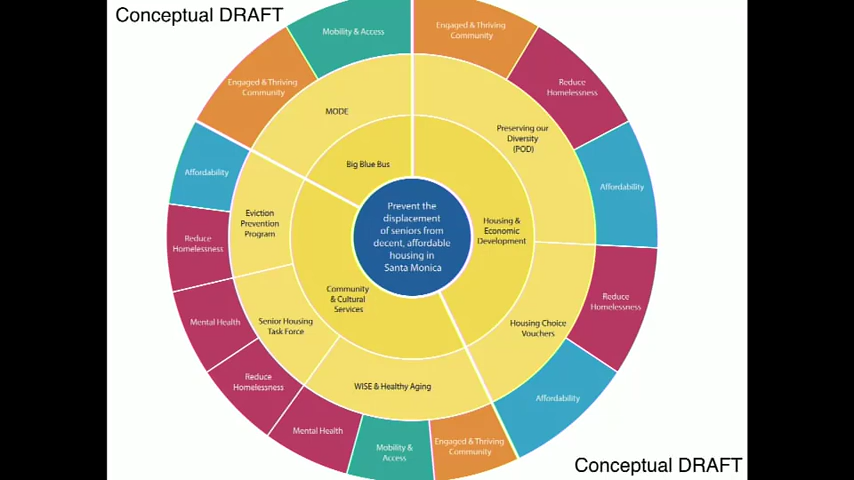 Conceptual DRAFT
Mobility & Access
Engaged & Thriving
Community
Engaged & Thriving
Community
Reduce
Homelessness
MODE
Preserving our
Diversity
(POD)
Big Blue Bus
Affordability
Affordability
Prevent the
displacement
of seniors from
decent, affordable
housing in
Santa Monica
Eviction
Prevention
Program
Housing &
Economic
Development
Reduce
Homelessness
Community
& Cultural
Services
Reduce
Homelessness
Mental Health
Senior Housing
Task Force
Housing Choice
Vouchers
Reduce
Homelessness
WISE & Healthy Aging
Affordability
Mental Health
Mobility &
Access
Engaged & Thriving
Community
Conceptual DRAFT